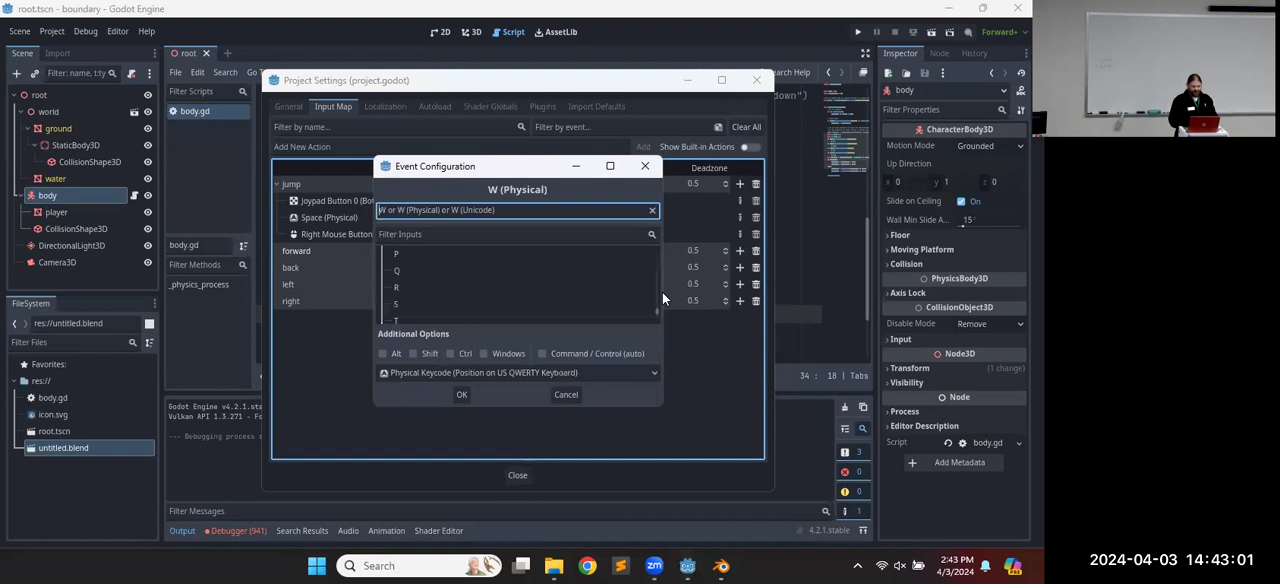 root.tscn - boundary - Godot Engine
Scene Project Debug Editor Help
2D 3D Script AssetLib
Forward+
Scene Import
Filter: name, t:ty
root
world
ground
StaticBody3D
CollisionShape3D
water
body
player
CollisionShape3D
DirectionalLight3D
Camera3D
FileSystem
res://untitled.blend
Filter Files
Favorites:
res://
body.gd
icon.svg
root.tscn
untitled.blend
root
File Edit Search
Filter Scripts
body.gd
body.gd
Filter Methods
_physics_process
down")
34 : 18 | Tabs
Project Settings (project.godot)
General Input Map Localization Autoload Shader Globals Plugins Import Defaults
Filter by name... Filter by event... Clear All
Add New Action Add Show Built-in Actions
Deadzone
jump 0.5
Joypad Button 0 (Bot
Space (Physical)
Right Mouse Button
forward 0.5
back 0.5
left 0.5
right 0.5
Close
Event Configuration
W (Physical)
W or W (Physical) or W (Unicode)
Filter Inputs
P
Q
R
S
T
Additional Options
Alt Shift Ctrl Windows Command / Control (auto)
Physical Keycode (Position on US QWERTY Keyboard)
OK Cancel
Godot Engine v4.2.1.sta
Vulkan API 1.3.271 - Fo
--- Debugging process s
3
0
0
1
Filter Messages
Output Debugger (941) Search Results Audio Animation Shader Editor
4.2.1.stable
Inspector Node History
body
Filter Properties
CharacterBody3D
Motion Mode Grounded
Up Direction
x 0 y 1 z 0
Slide on Ceiling On
Wall Min Slide A... 15
Floor
Moving Platform
Collision
PhysicsBody3D
Axis Lock
CollisionObject3D
Disable Mode Remove
Input
Node3D
Transform (1 change)
Visibility
Node
Process
Editor Description
Script body.gd
Add Metadata
Search
2:43 PM
4/3/2024
2024-04-03 14:43:01